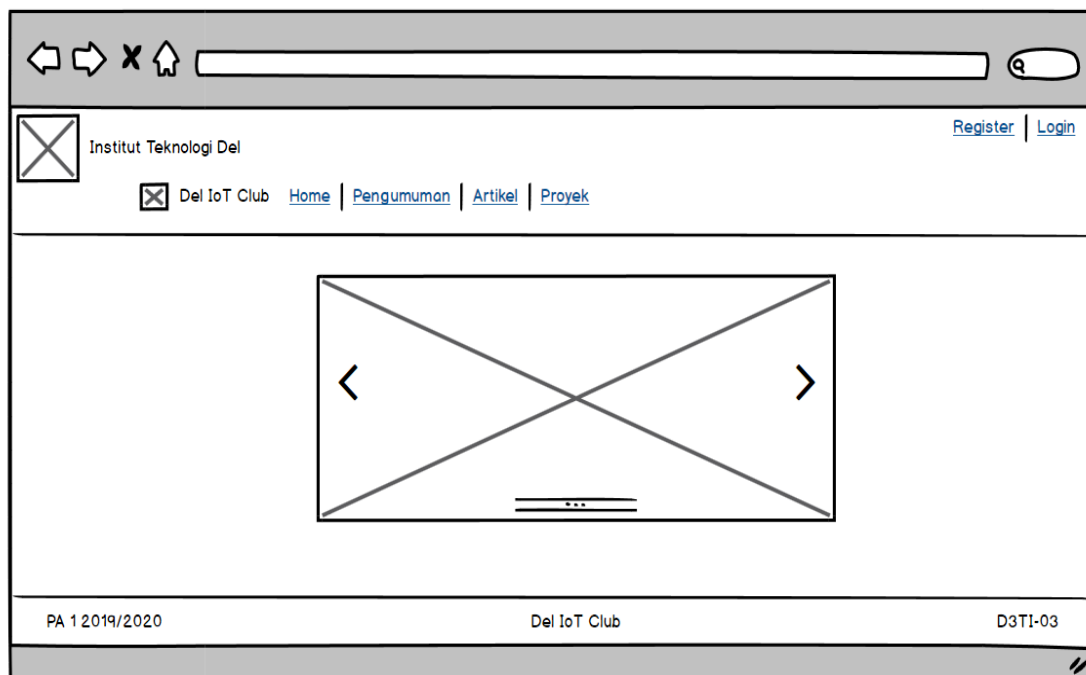 Register Login
Institut Teknologi Del
Del IoT Club Home Pengumuman Artikel Proyek
PA 1 2019/2020 Del IoT Club D3TI-03